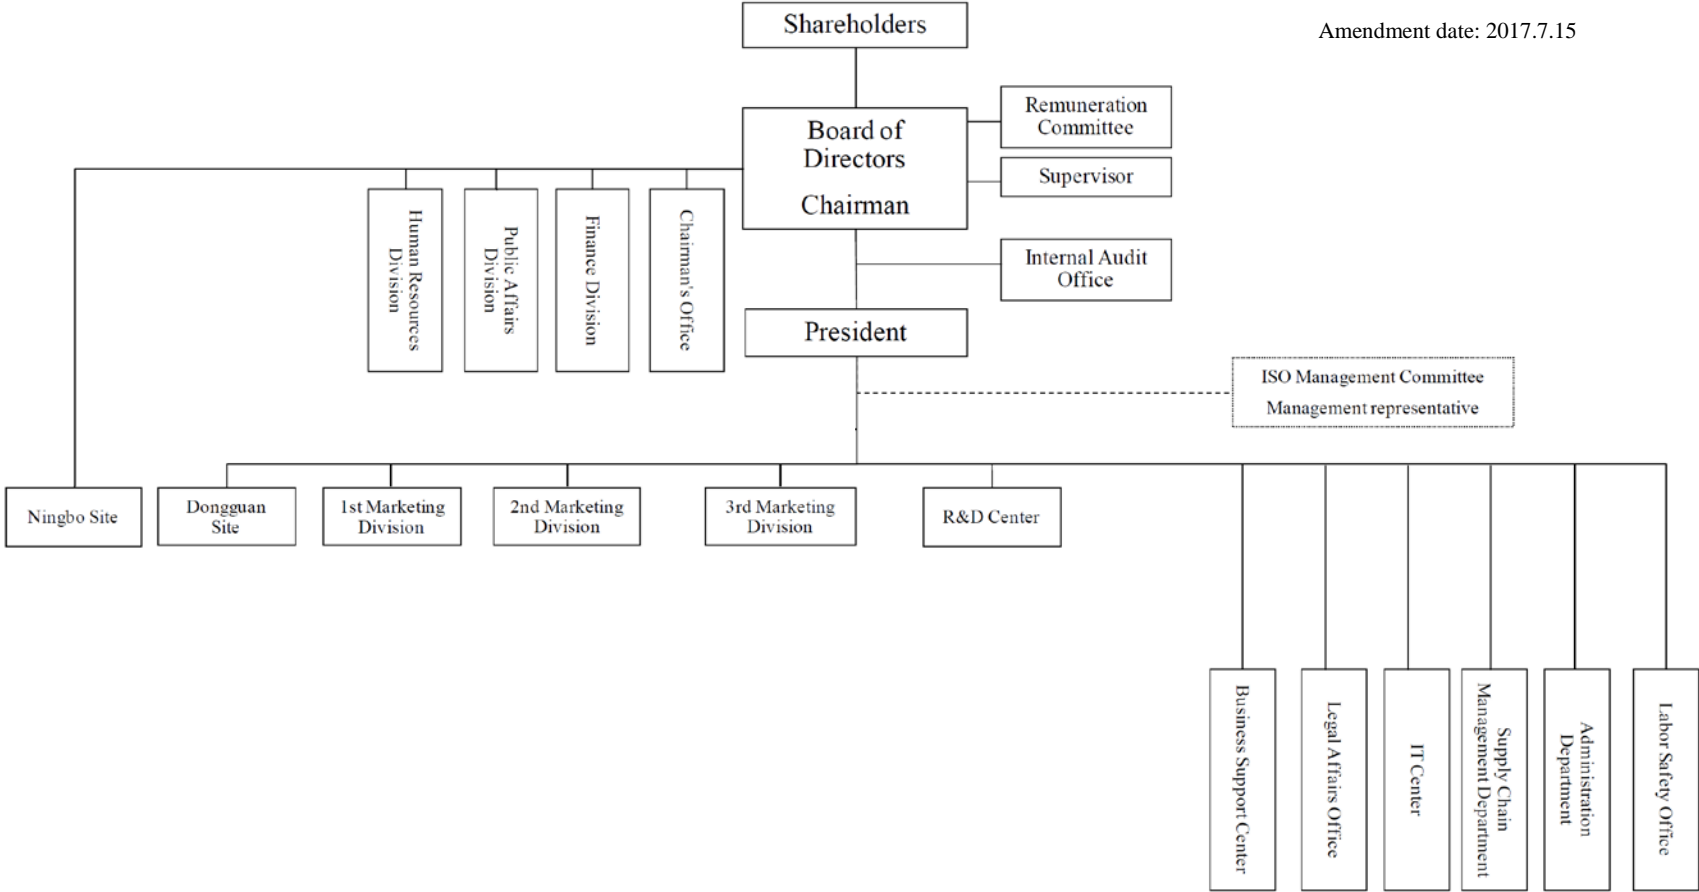 Shareholders
Amendment date: 2017.7.15
Remuneration
Committee
Board of
Directors
Chairman
Supervisor
Human Resources
Division
Public Affairs
Division
Finance Division
Chairman's Office
Internal Audit
Office
President
ISO Management Committee
Management representative
Ningbo Site
Dongguan
Site
1st Marketing
Division
2nd Marketing
Division
3rd Marketing
Division
R&D Center
Business Support Center
Legal Affairs Office
IT Center
Supply Chain
Management Department
Administration
Department
Labor Safety Office